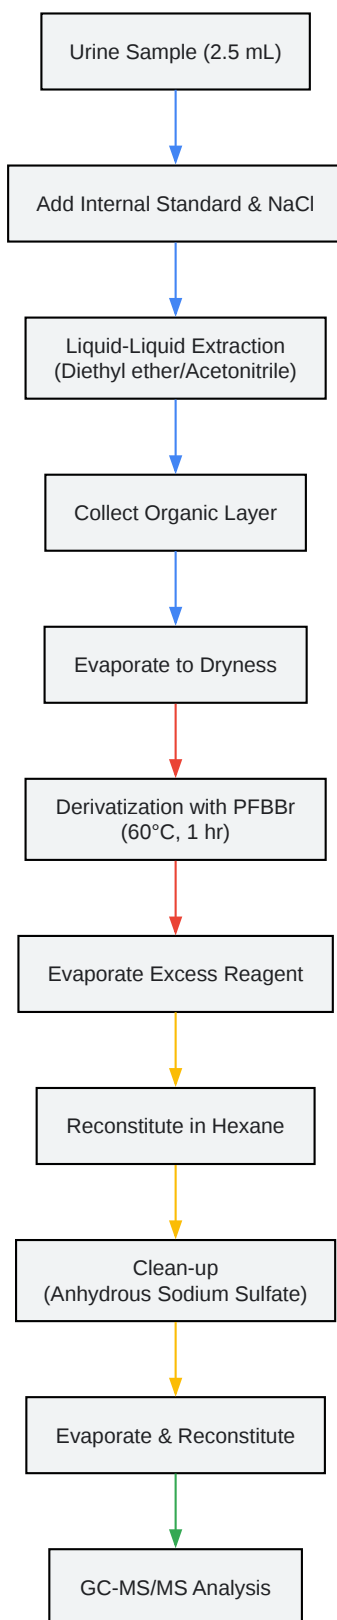 Urine Sample (2.5 mL)
Add Internal Standard & NaCl
Liquid-Liquid Extraction
(Diethyl ether/Acetonitrile)
Collect Organic Layer
Evaporate to Dryness
Derivatization with PFBBr
(60°C, 1 hr)
Evaporate Excess Reagent
Reconstitute in Hexane
Clean-up
(Anhydrous Sodium Sulfate)
Evaporate & Reconstitute
GC-MS/MS Analysis